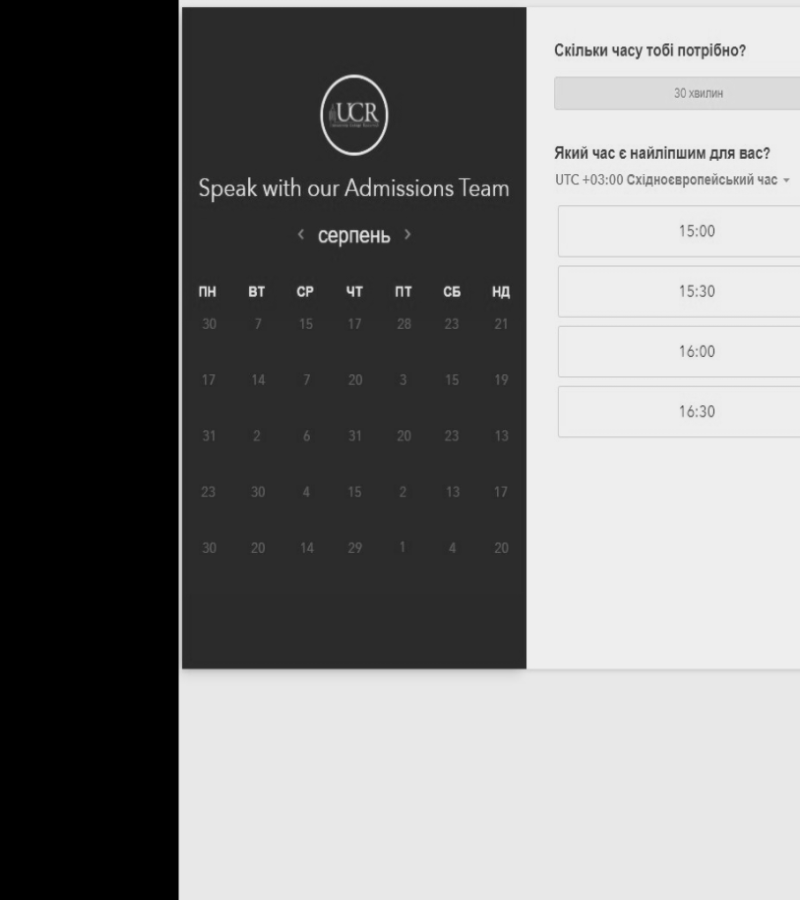 UCR
Speak with our Admissions Team
‹ серпень ›
ПН ВТ СР ЧТ ПТ СБ НД
30 7 15 17 28 23 21
17 14 7 20 3 15 19
31 2 6 31 20 23 13
23 30 4 15 2 13 17
30 20 14 29 1 4 20
Скільки часу тобі потрібно?
30 хвилин
Який час є найліпшим для вас?
UTC +03:00 Східноєвропейський час
15:00
15:30
16:00
16:30